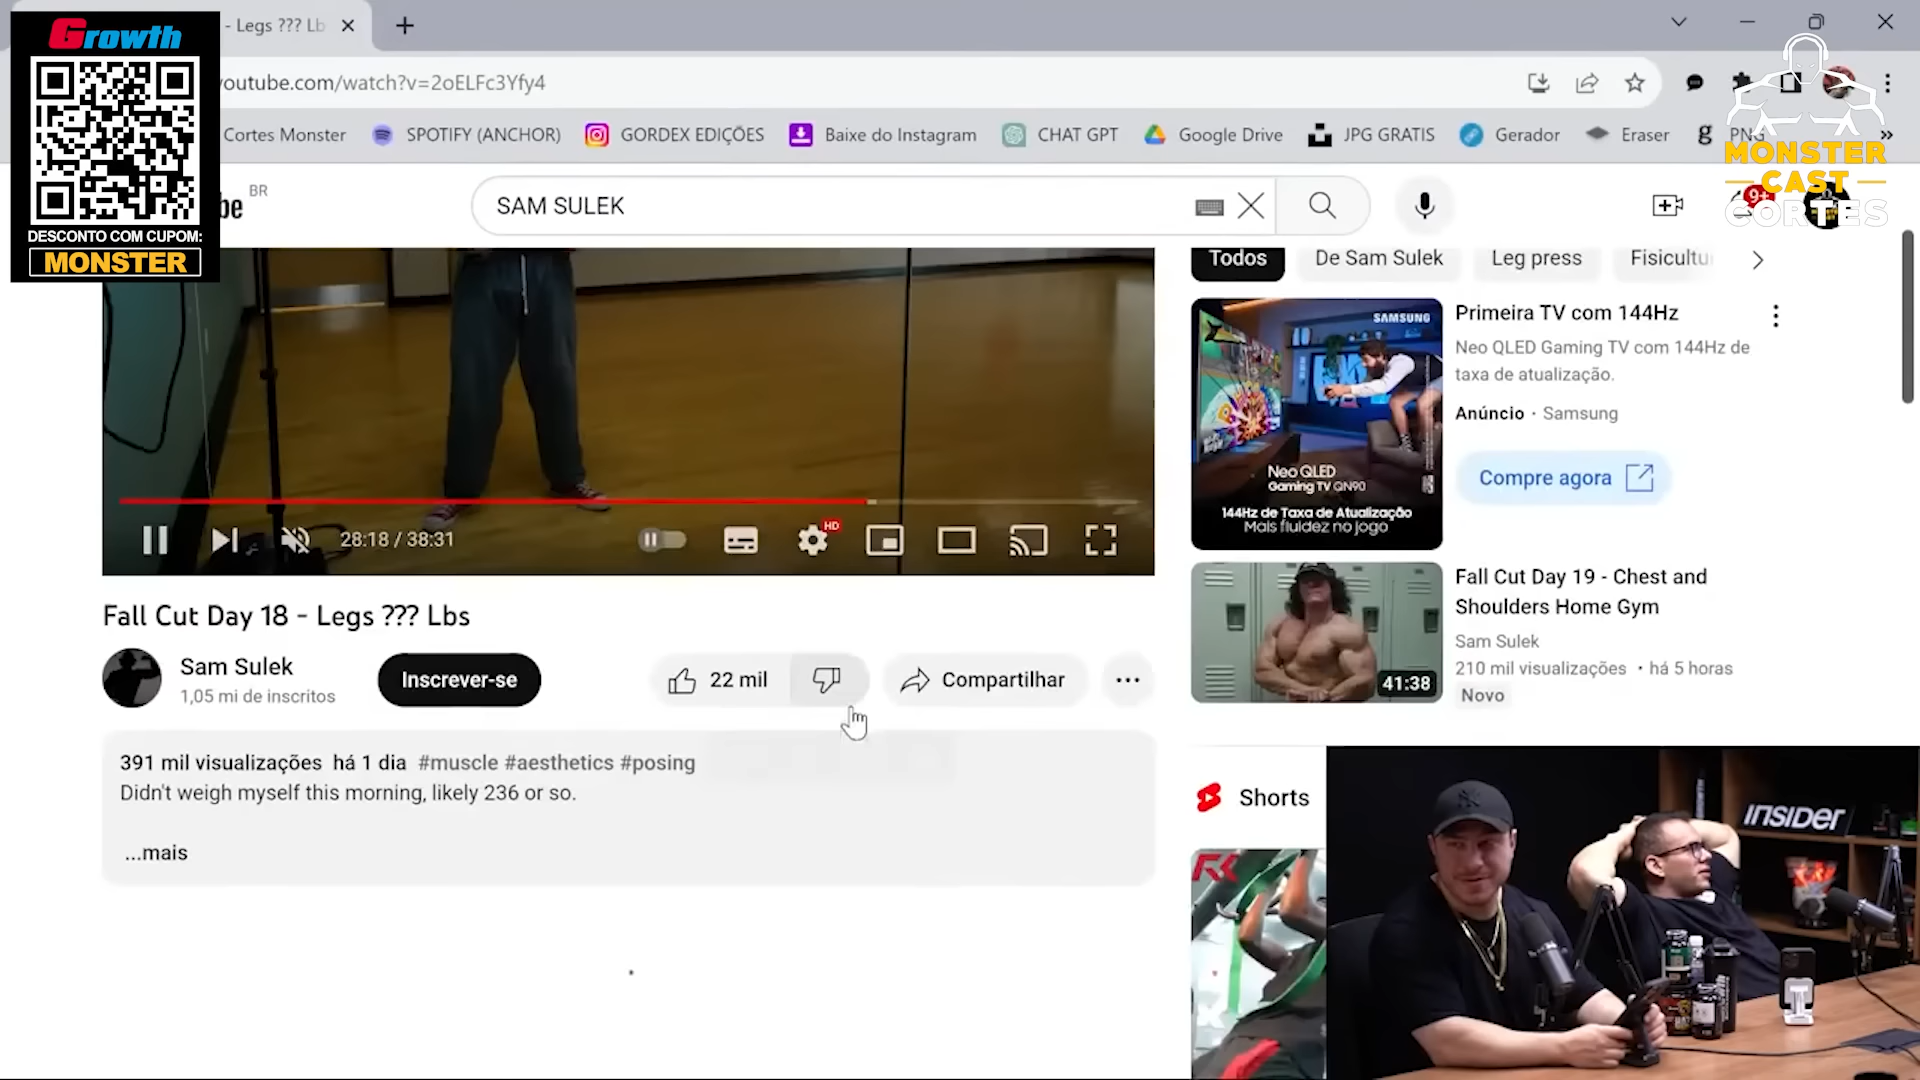 Growth
DESCONTO COM CUPOM:
MONSTER
- Legs ??? Lb
youtube.com/watch?v=2oELFc3Yfy4
Cortes Monster
SPOTIFY (ANCHOR)
GORDEX EDIÇÕES
Baixe do Instagram
CHAT GPT
Google Drive
JPG GRATIS
Gerador
Eraser
PNG
MONSTER
CAST
CORTES
be BR
SAM SULEK
9+
Todos
De Sam Sulek
Leg press
Fisicultu
SAMSUNG
Neo QLED
Gaming TV QN90
144Hz de Taxa de Atualização
Mais fluidez no jogo
Primeira TV com 144Hz
Neo QLED Gaming TV com 144Hz de
taxa de atualização.
Anúncio · Samsung
Compre agora
28:18 / 38:31
HD
Fall Cut Day 18 - Legs ??? Lbs
Sam Sulek
1,05 mi de inscritos
Inscrever-se
22 mil
Compartilhar
41:38
Fall Cut Day 19 - Chest and
Shoulders Home Gym
Sam Sulek
210 mil visualizações • há 5 horas
Novo
391 mil visualizações há 1 dia #muscle #aesthetics #posing
Didn't weigh myself this morning, likely 236 or so.
...mais
Shorts
INSIDER